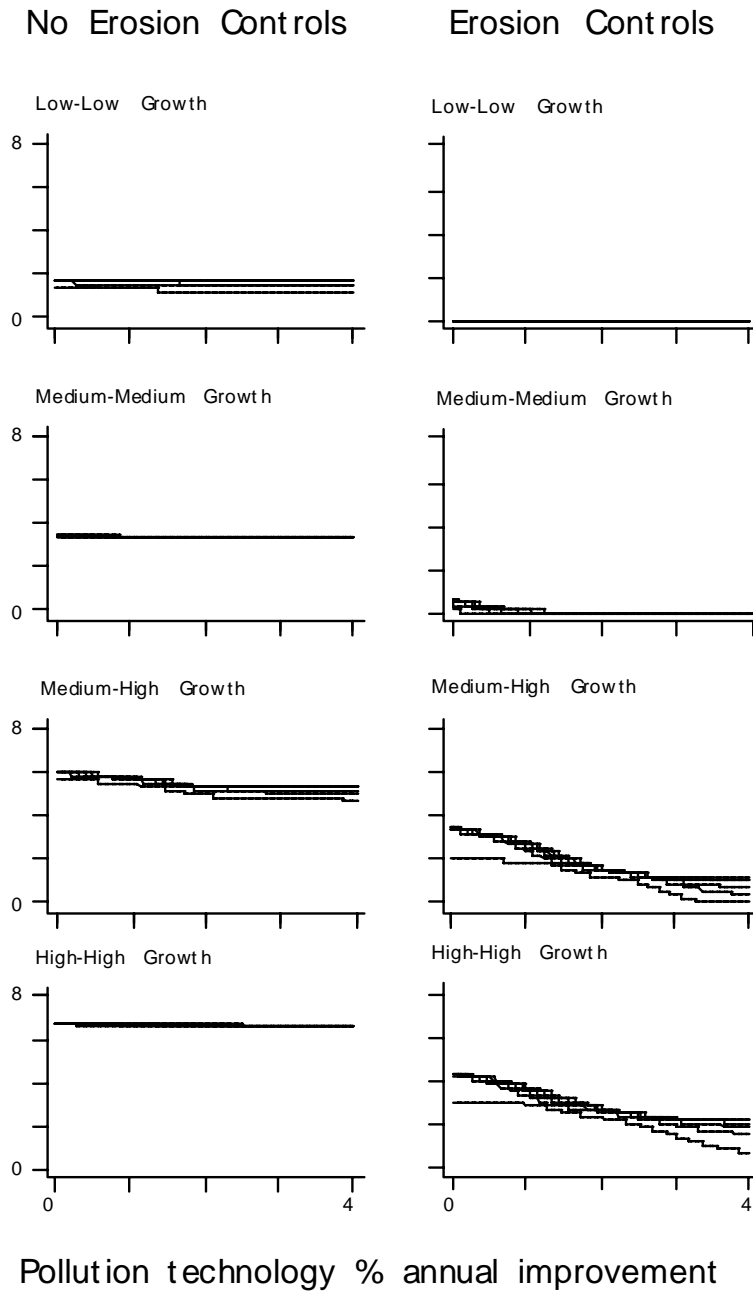 No Erosion Controls Erosion Controls
Low-Low Growth Low-Low Growth
8
0
Medium-Medium Growth Medium-Medium Growth
8
0
Medium-High Growth Medium-High Growth
8
0
High-High Growth High-High Growth
8
0
0 4 0 4
Pollution technology % annual improvement